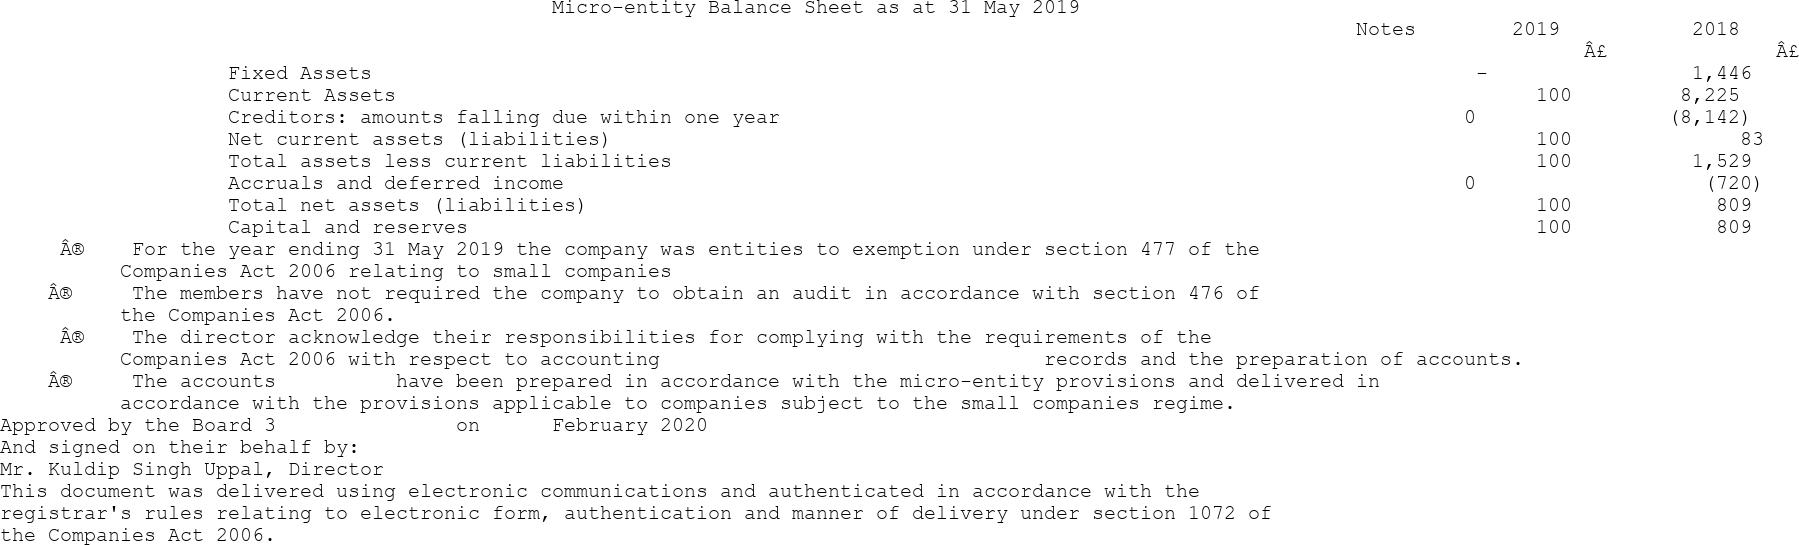 Micro-entity Balance Sheet as at 31 May 2019
Notes 2019 2018
Â£ Â£
Fixed Assets - 1,446
Current Assets 100 8,225
Creditors: amounts falling due within one year 0 (8,142)
Net current assets (liabilities) 100 83
Total assets less current liabilities 100 1,529
Accruals and deferred income 0 (720)
Total net assets (liabilities) 100 809
Capital and reserves 100 809
Â® For the year ending 31 May 2019 the company was entities to exemption under section 477 of the
Companies Act 2006 relating to small companies
Â® The members have not required the company to obtain an audit in accordance with section 476 of
the Companies Act 2006.
Â® The director acknowledge their responsibilities for complying with the requirements of the
Companies Act 2006 with respect to accounting records and the preparation of accounts.
Â® The accounts have been prepared in accordance with the micro-entity provisions and delivered in
accordance with the provisions applicable to companies subject to the small companies regime.
Approved by the Board 3 on February 2020
And signed on their behalf by:
Mr. Kuldip Singh Uppal, Director
This document was delivered using electronic communications and authenticated in accordance with the
registrar's rules relating to electronic form, authentication and manner of delivery under section 1072 of
the Companies Act 2006.